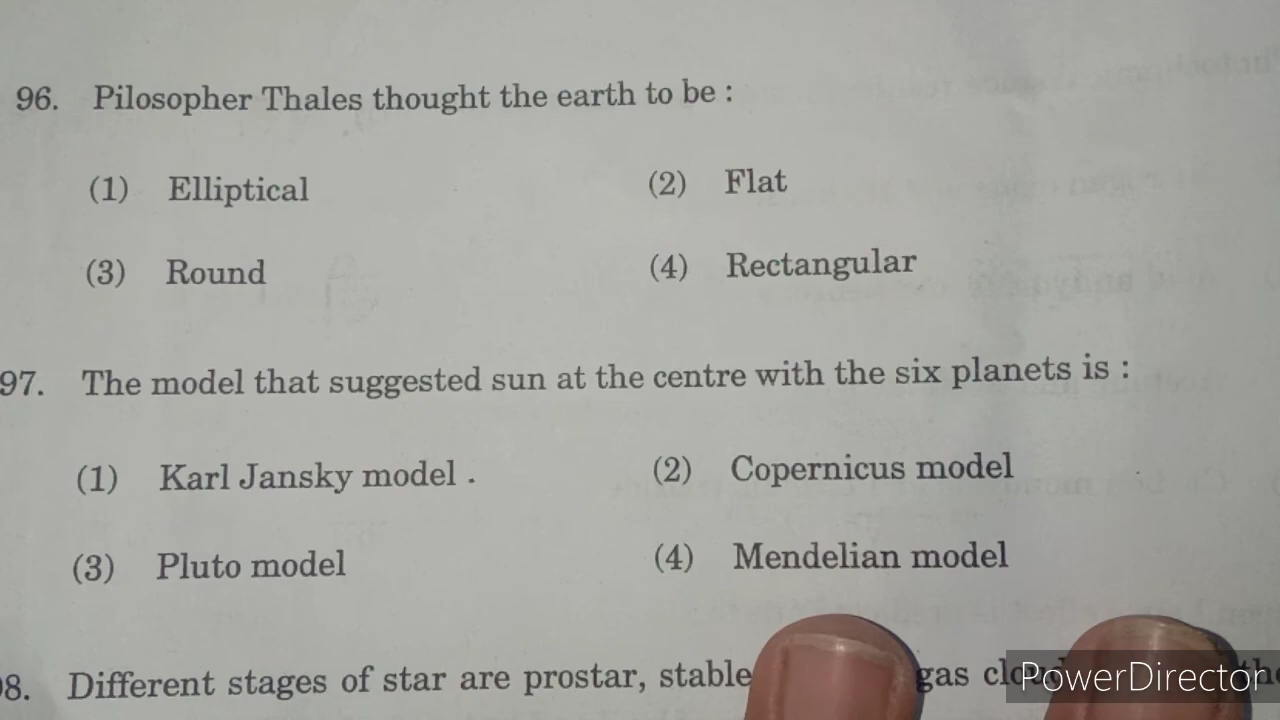 96. Pilosopher Thales thought the earth to be :
(1) Elliptical (2) Flat
(3) Round (4) Rectangular
97. The model that suggested sun at the centre with the six planets is :
(1) Karl Jansky model . (2) Copernicus model
(3) Pluto model (4) Mendelian model
98. Different stages of star are prostar, stable gas cloud
PowerDirector